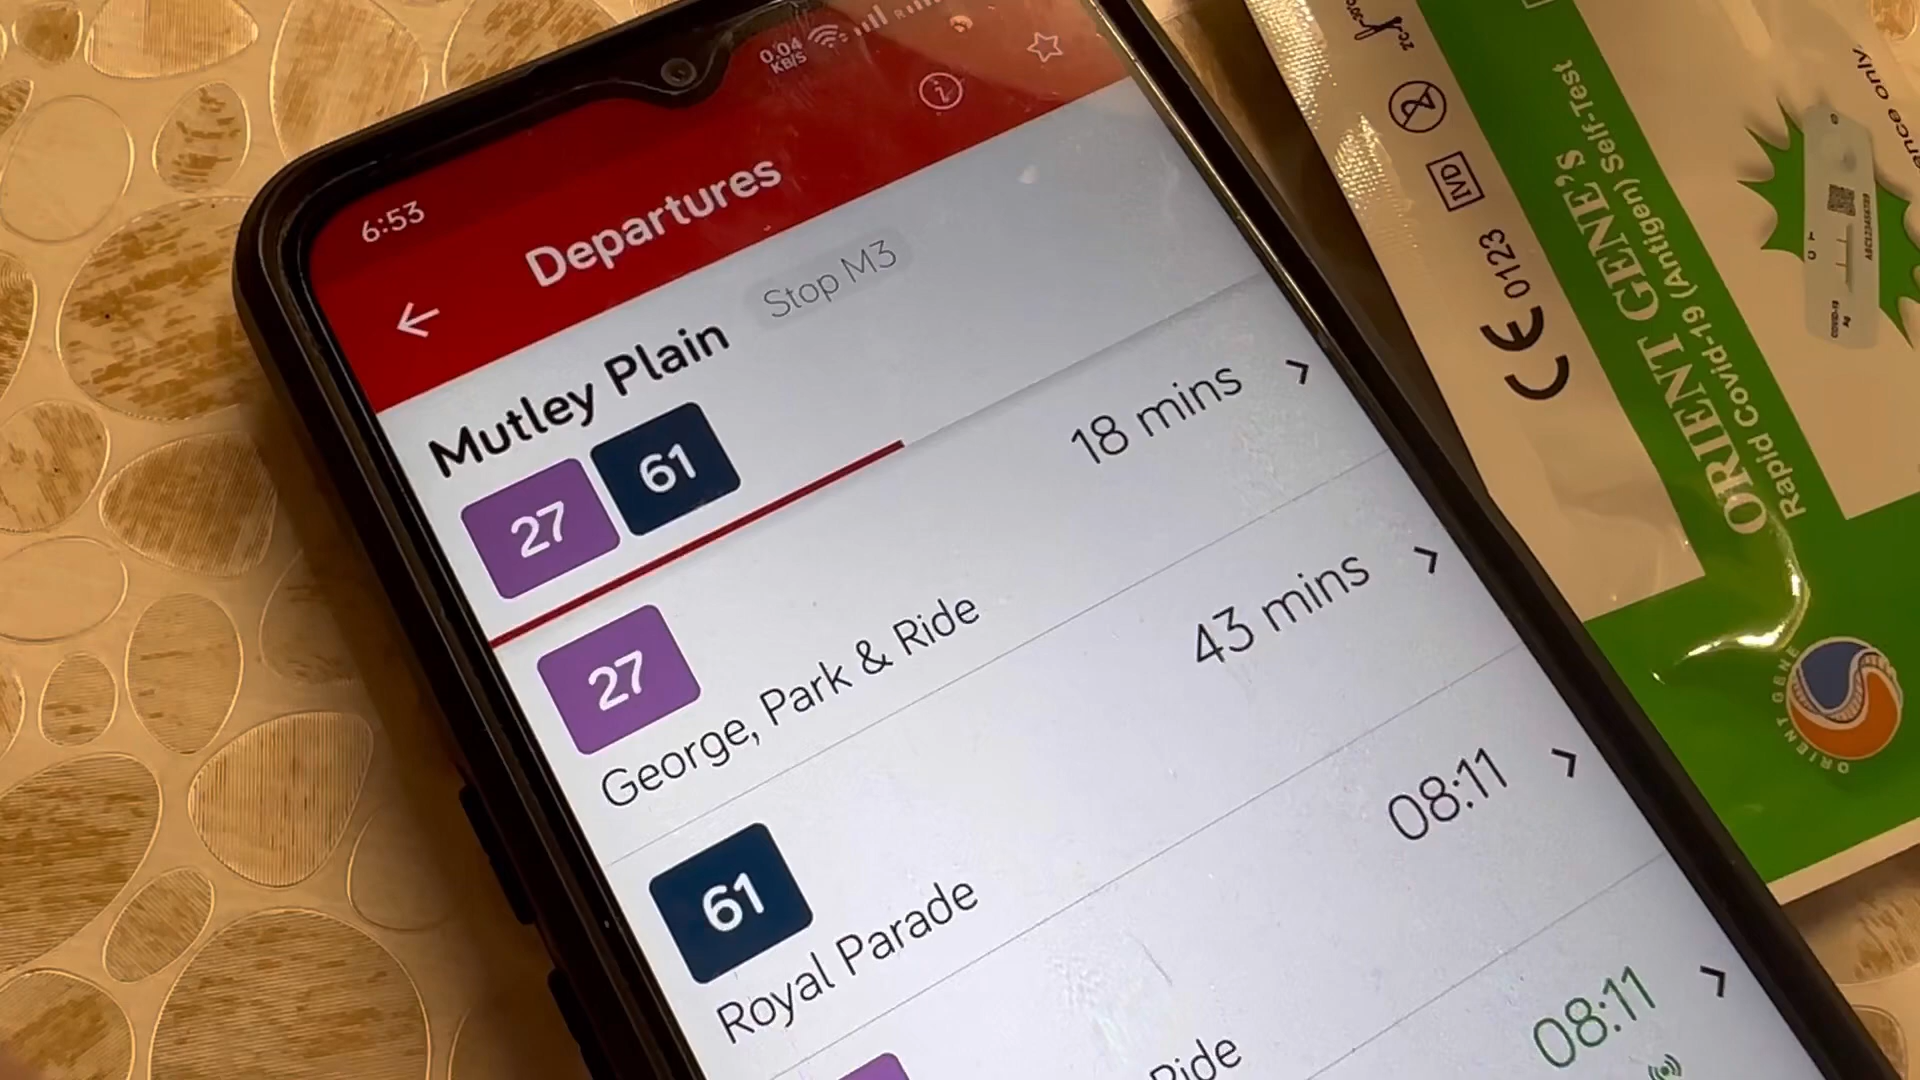 6:53
0.04
KB/S
R
Departures
Mutley Plain
Stop M3
27
61
27
18 mins
George, Park & Ride
61
43 mins
Royal Parade
08:11
Ride
08:11
ORIENT GENE'S
Rapid Covid-19 (Antigen) Self-Test
IVD
CE 0123
ance only.
ORIENT GENE